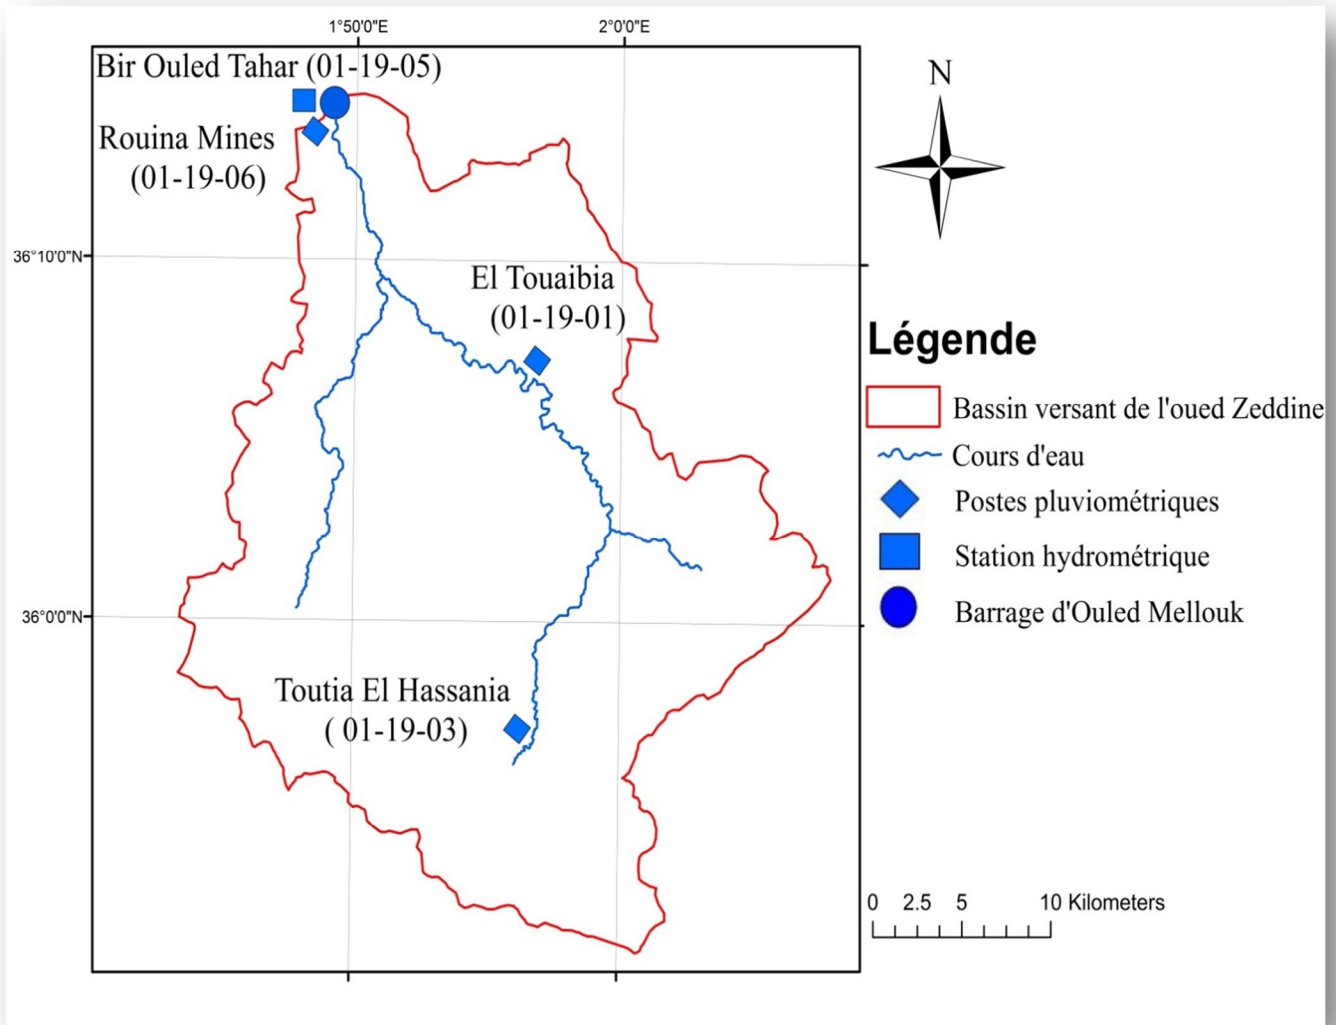 1°50'0"E
2°0'0"E
Bir Ouled Tahar (01-19-05)
N
Rouina Mines
(01-19-06)
36°10'0"N
El Touaibia
(01-19-01)
Légende
Bassin versant de l'oued Zeddine
Cours d'eau
Postes pluviométriques
Station hydrométrique
Barrage d'Ouled Mellouk
36°0'0"N
Toutia El Hassania
( 01-19-03)
0 2.5 5 10 Kilometers